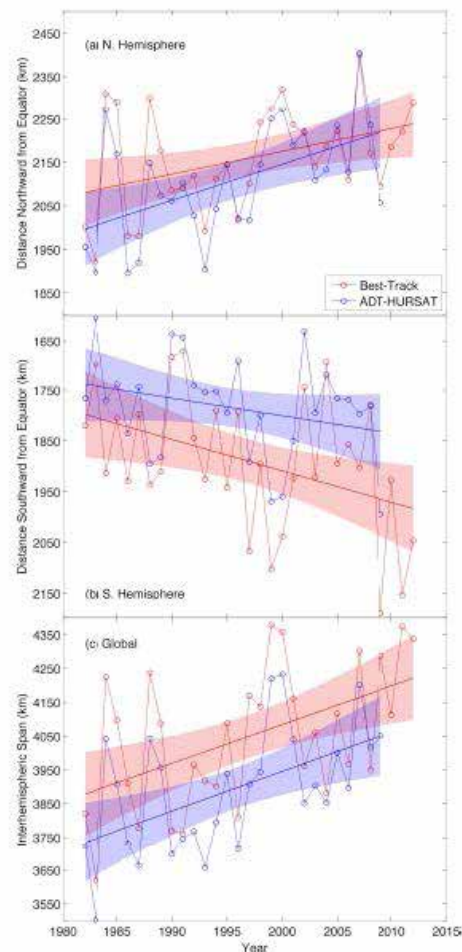 (a) N. Hemisphere
Distance Northward from Equator (km)
2450
2350
2250
2150
2050
1950
1850
Best-Track
ADT-HURSAT
Distance Southward from Equator (km)
1650
1750
1850
1950
2050
2150
(b) S. Hemisphere
(c) Global
Interhemispheric Span (km)
4350
4250
4150
4050
3950
3850
3750
3650
3550
1980 1985 1990 1995 2000 2005 2010 2015
Year